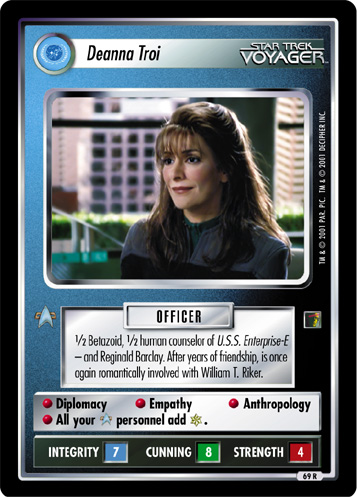 Deanna Troi
STAR TREK
VOYAGER™
TM & © 2001 PAR. PIC. TM & © 2001 DECIPHER INC.
OFFICER
½ Betazoid, ½ human counselor of U.S.S. Enterprise-E
– and Reginald Barclay. After years of friendship, is once
again romantically involved with William T. Riker.
Diplomacy Empathy Anthropology
All your personnel add .
INTEGRITY 7 CUNNING 8 STRENGTH 4
69 R